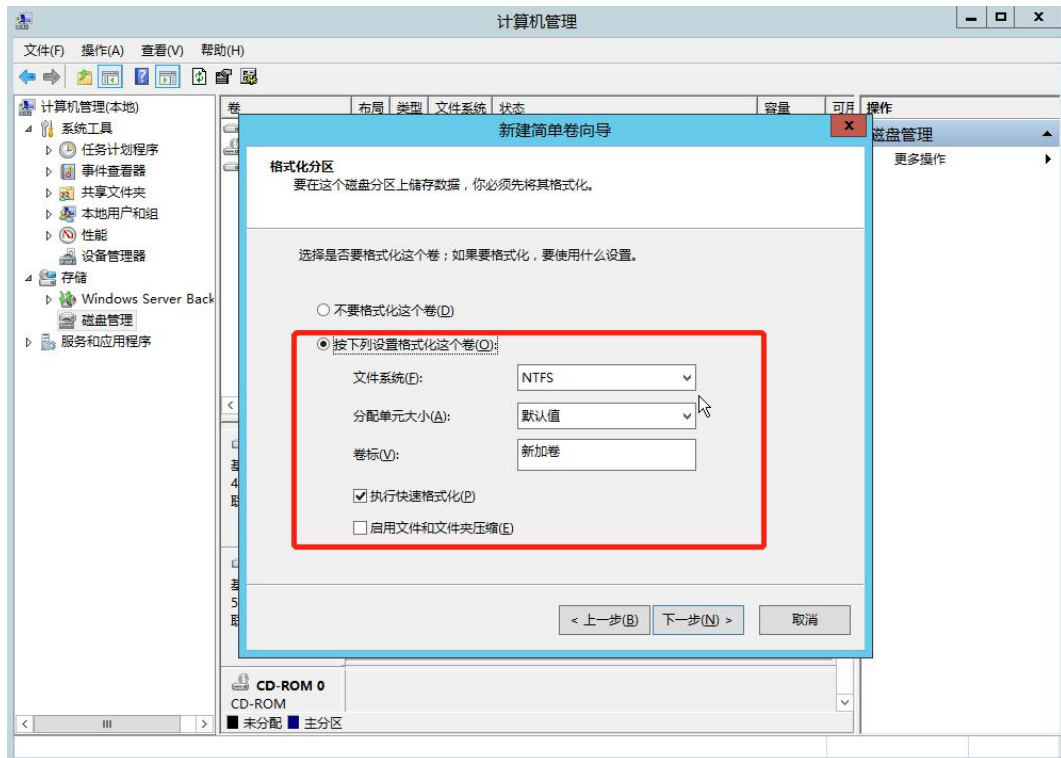 计算机管理
文件(F) 操作(A) 查看(V) 帮助(H)
计算机管理(本地)
系统工具
任务计划程序
事件查看器
共享文件夹
本地用户和组
性能
设备管理器
存储
Windows Server Back
磁盘管理
服务和应用程序
卷 布局 类型 文件系统 状态 容量 可用
操作
磁盘管理
更多操作
新建简单卷向导
格式化分区
要在这个磁盘分区上储存数据，你必须先将其格式化。
选择是否要格式化这个卷；如果要格式化，要使用什么设置。
不要格式化这个卷(D)
按下列设置格式化这个卷(O):
文件系统(F): NTFS
分配单元大小(A): 默认值
卷标(V): 新加卷
执行快速格式化(P)
启用文件和文件夹压缩(E)
< 上一步(B) 下一步(N) > 取消
基
4
联
基
5
联
CD-ROM 0
CD-ROM
未分配 主分区